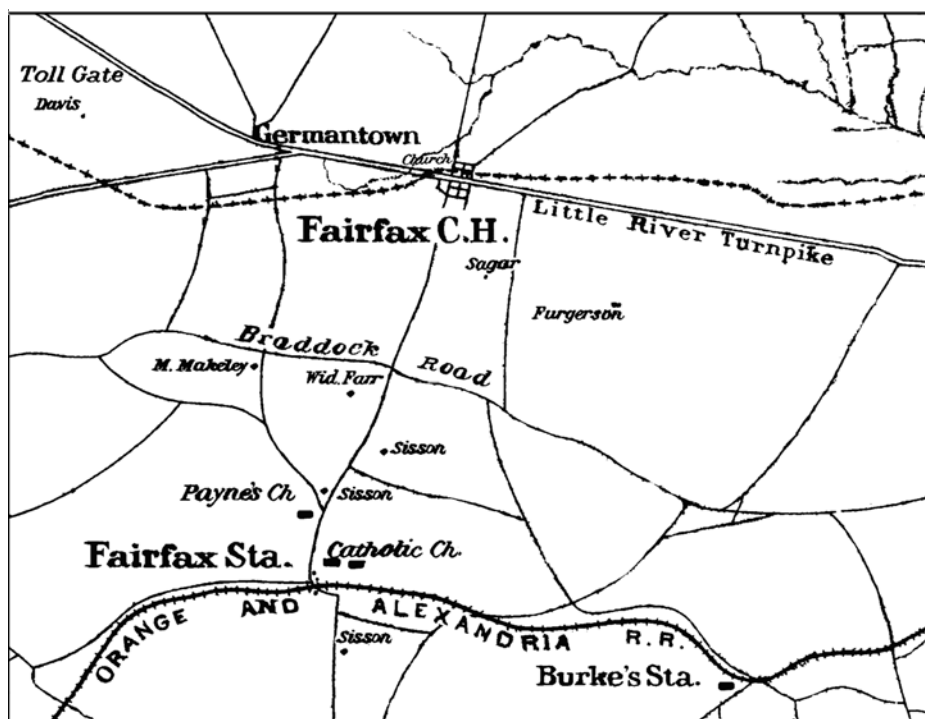 Toll Gate
Davis
Germantown
Church
Fairfax C.H.
Little River Turnpike
Sagar
Furgerson
Braddock Road
M. Makeley
Wid. Farr
Sisson
Payne's Ch
Sisson
Fairfax Sta.
Catholic Ch.
ORANGE AND ALEXANDRIA R.R.
Sisson
Burke's Sta.